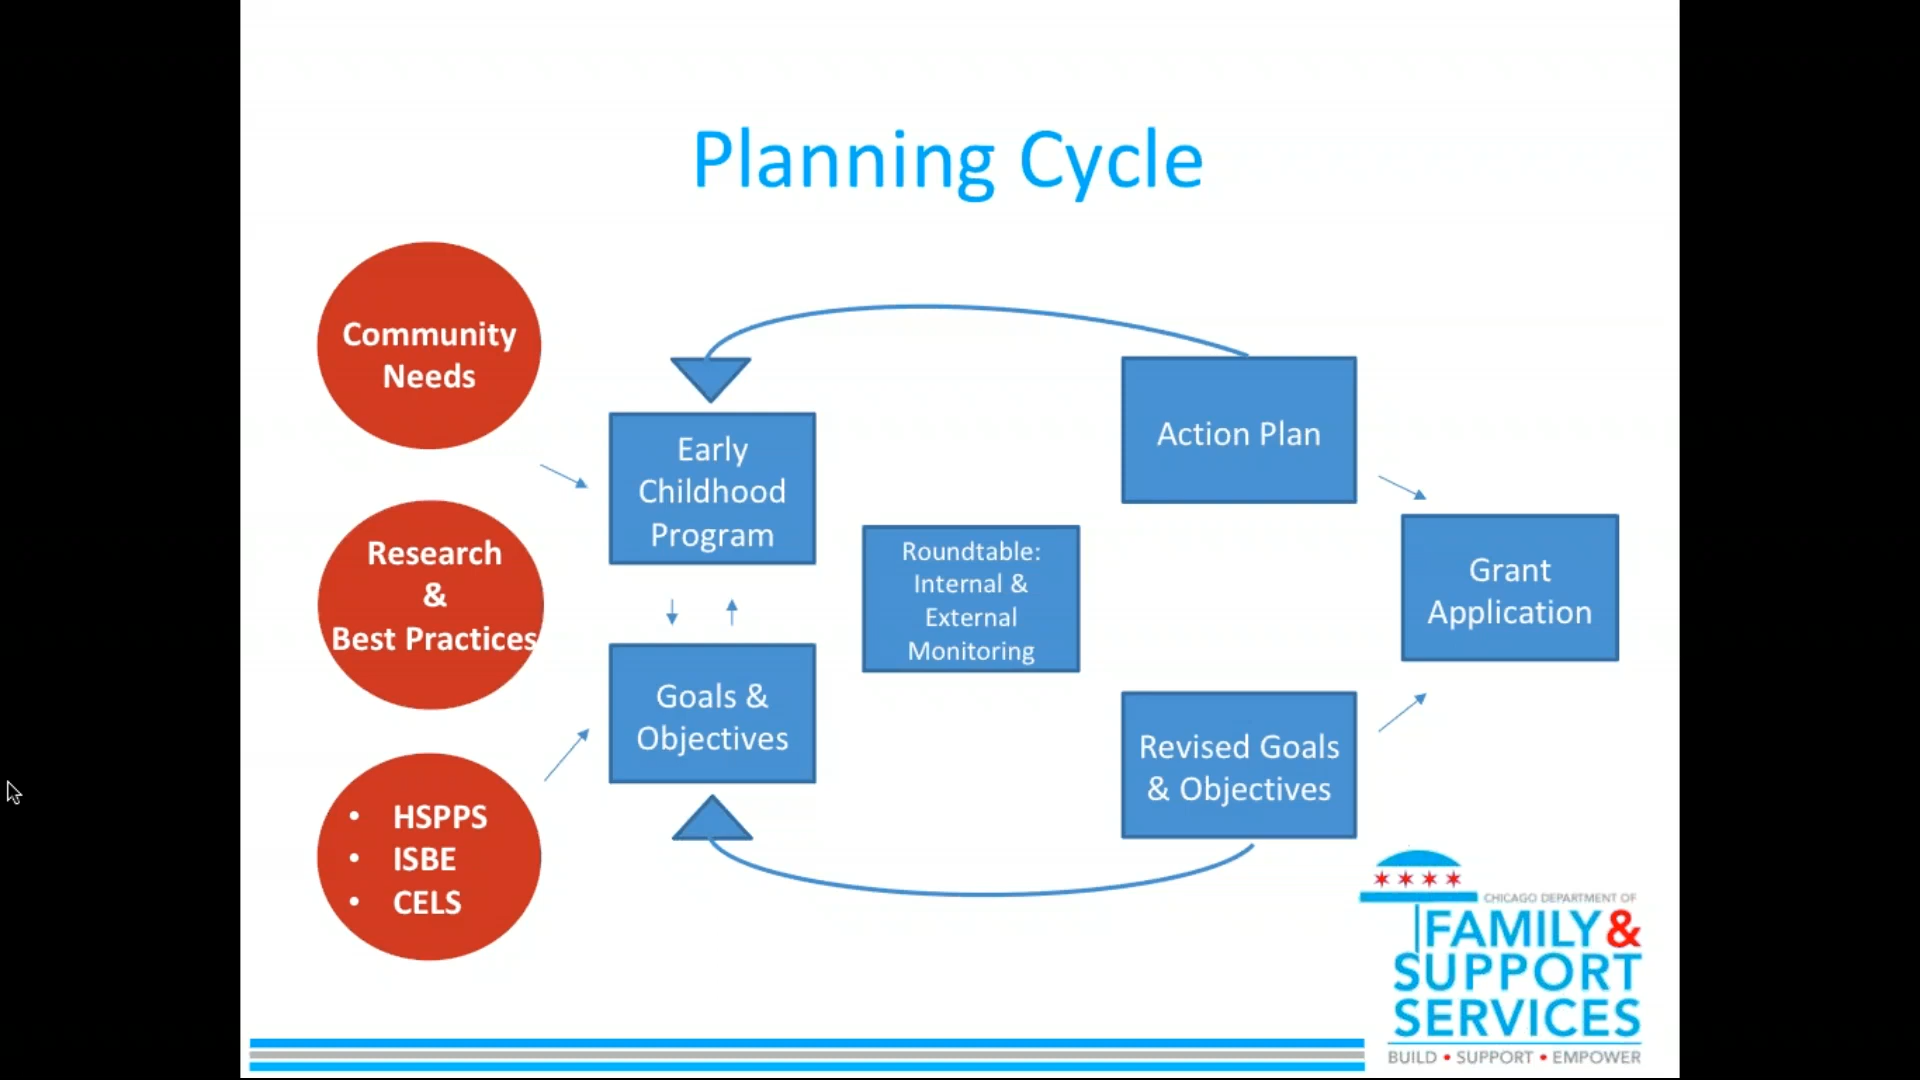 Planning Cycle
Community
Needs
Research
&
Best Practices
• HSPPS
• ISBE
• CELS
Early
Childhood
Program
Goals &
Objectives
Roundtable:
Internal &
External
Monitoring
Action Plan
Revised Goals
& Objectives
Grant
Application
CHICAGO DEPARTMENT OF
FAMILY &
SUPPORT
SERVICES
BUILD • SUPPORT • EMPOWER